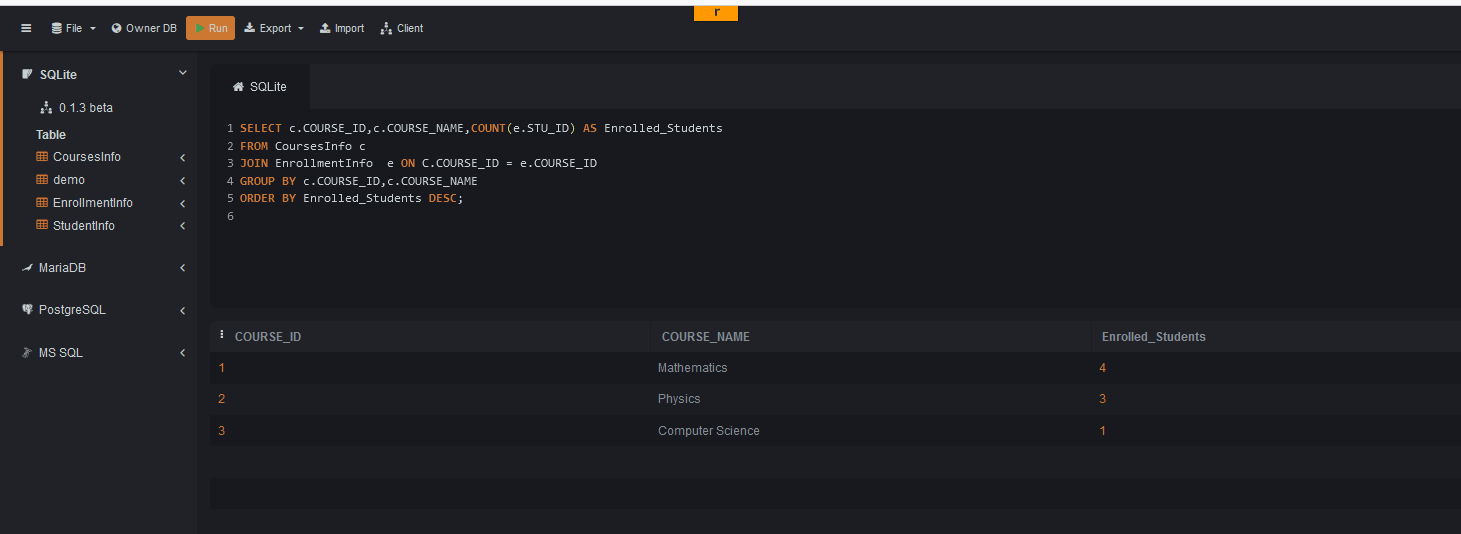 r
File Owner DB Run Export Import Client
SQLite
0.1.3 beta
Table
CoursesInfo
demo
EnrollmentInfo
StudentInfo
MariaDB
PostgreSQL
MS SQL
SQLite
1 SELECT c.COURSE_ID,c.COURSE_NAME,COUNT(e.STU_ID) AS Enrolled_Students
2 FROM CoursesInfo c
3 JOIN EnrollmentInfo  e ON C.COURSE_ID = e.COURSE_ID
4 GROUP BY c.COURSE_ID,c.COURSE_NAME
5 ORDER BY Enrolled_Students DESC;
6
COURSE_ID COURSE_NAME Enrolled_Students
1 Mathematics 4
2 Physics 3
3 Computer Science 1